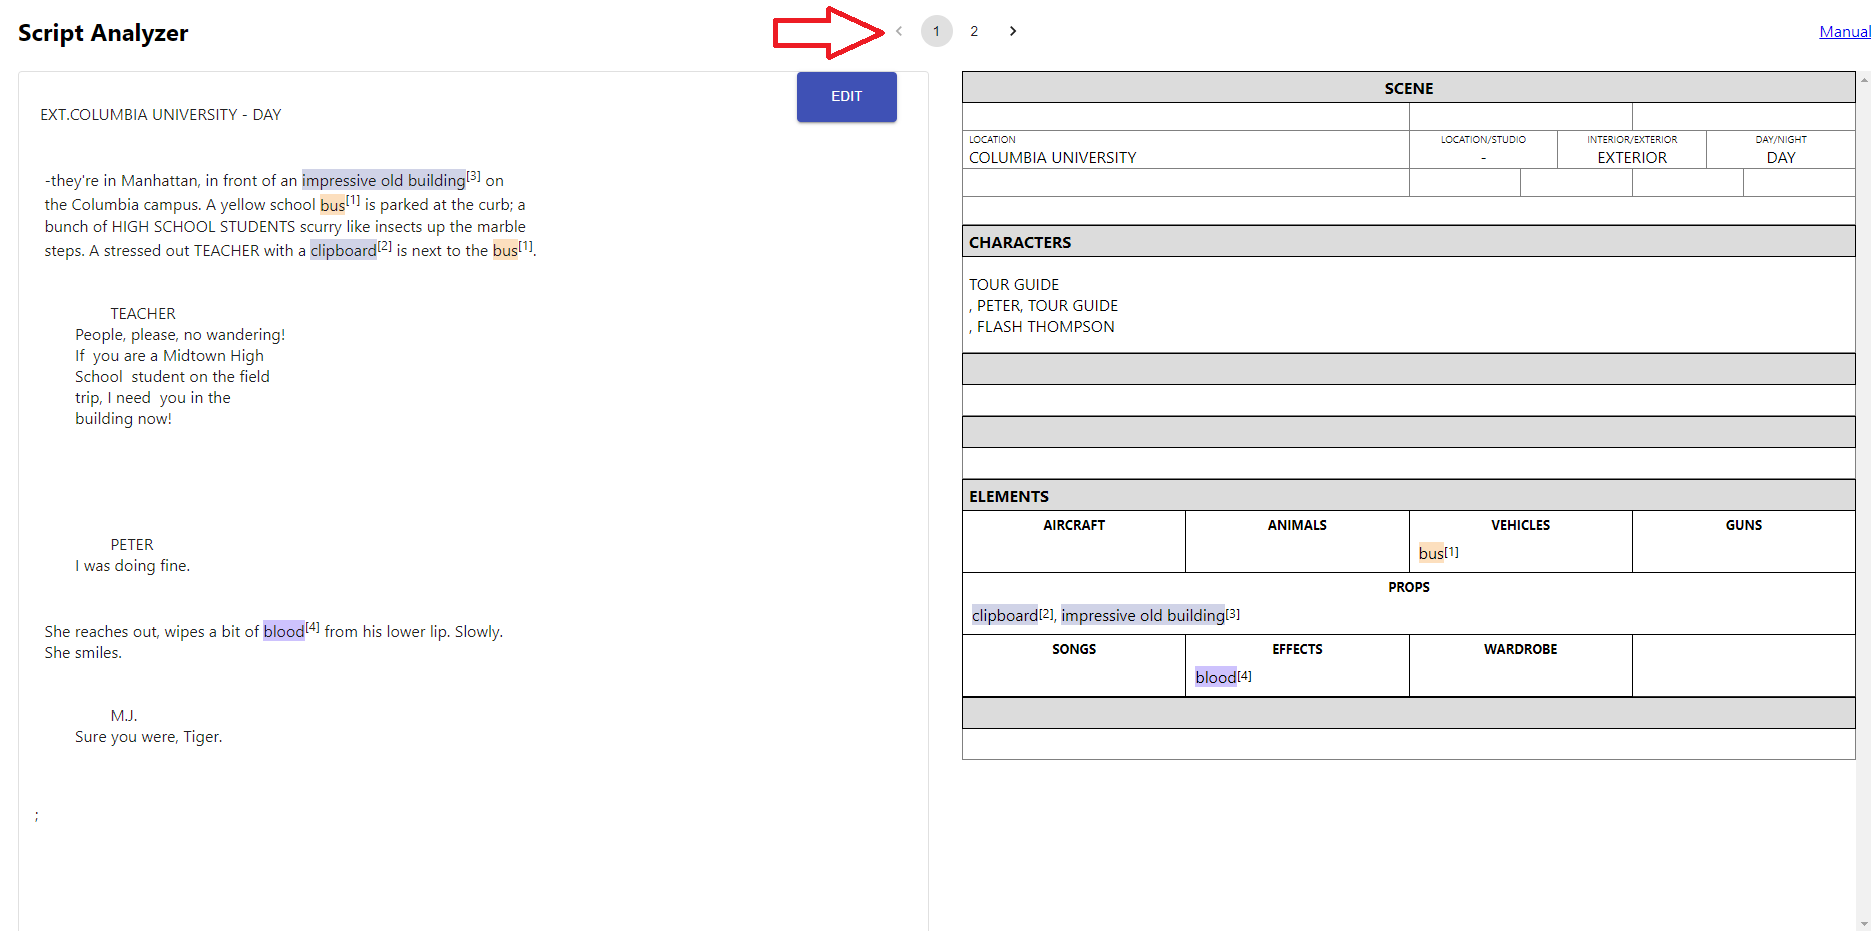 Script Analyzer
‹ 1 2 ›
Manual
EDIT
EXT.COLUMBIA UNIVERSITY - DAY
-they're in Manhattan, in front of an impressive old building[3] on
the Columbia campus. A yellow school bus[1] is parked at the curb; a
bunch of HIGH SCHOOL STUDENTS scurry like insects up the marble
steps. A stressed out TEACHER with a clipboard[2] is next to the bus[1].
TEACHER
People, please, no wandering!
If  you are a Midtown High
School  student on the field
trip, I need  you in the
building now!
PETER
I was doing fine.
She reaches out, wipes a bit of blood[4] from his lower lip. Slowly.
She smiles.
M.J.
Sure you were, Tiger.
;
SCENE
LOCATION LOCATION/STUDIO INTERIOR/EXTERIOR DAY/NIGHT
COLUMBIA UNIVERSITY - EXTERIOR DAY
CHARACTERS
TOUR GUIDE
, PETER, TOUR GUIDE
, FLASH THOMPSON
ELEMENTS
AIRCRAFT ANIMALS VEHICLES GUNS
bus[1]
PROPS
clipboard[2], impressive old building[3]
SONGS EFFECTS WARDROBE
blood[4]